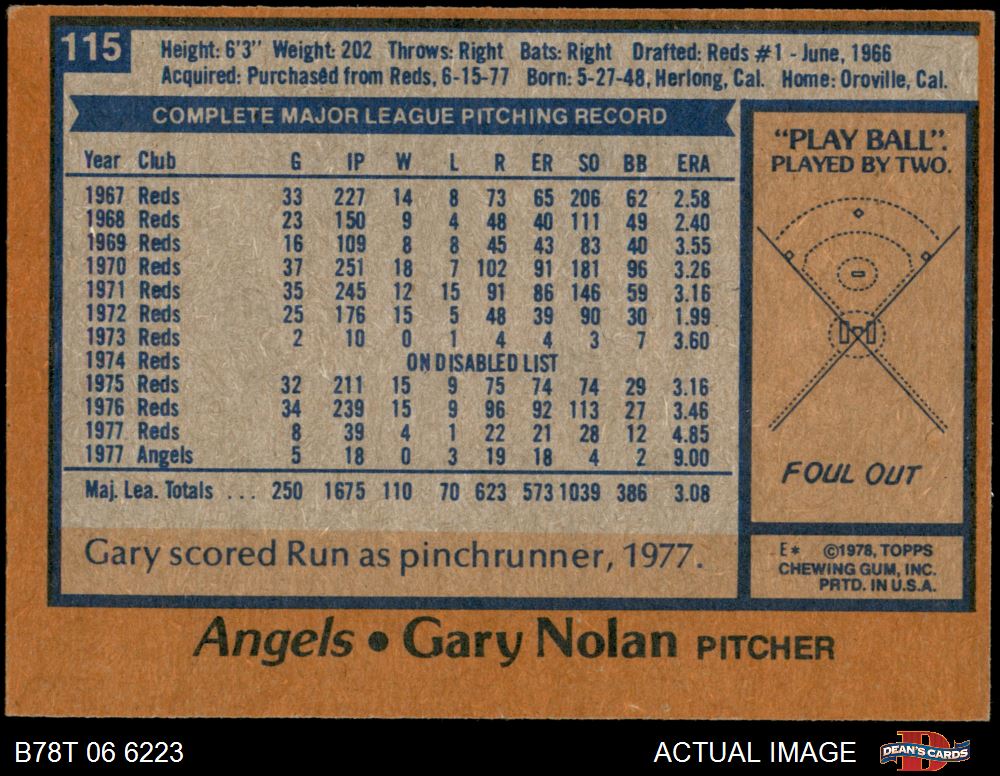 115
Height: 6'3" Weight: 202 Throws: Right Bats: Right Drafted: Reds #1 - June, 1966
Acquired: Purchased from Reds, 6-15-77 Born: 5-27-48, Herlong, Cal. Home: Oroville, Cal.
COMPLETE MAJOR LEAGUE PITCHING RECORD
Year Club G IP W L R ER SO BB ERA
1967 Reds 33 227 14 8 73 65 206 62 2.58
1968 Reds 23 150 9 4 48 40 111 49 2.40
1969 Reds 16 109 8 8 45 43 83 40 3.55
1970 Reds 37 251 18 7 102 91 181 96 3.26
1971 Reds 35 245 12 15 91 86 146 59 3.16
1972 Reds 25 176 15 5 48 39 90 30 1.99
1973 Reds 2 10 0 1 4 4 3 7 3.60
1974 Reds ON DISABLED LIST
1975 Reds 32 211 15 9 75 74 74 29 3.16
1976 Reds 34 239 15 9 96 92 113 27 3.46
1977 Reds 8 39 4 1 22 21 28 12 4.85
1977 Angels 5 18 0 3 19 18 4 2 9.00
Maj. Lea. Totals ... 250 1675 110 70 623 573 1039 386 3.08
Gary scored Run as pinchrunner, 1977.
"PLAY BALL".
PLAYED BY TWO.
FOUL OUT
E* ©1978, TOPPS
CHEWING GUM, INC.
PRTD. IN U.S.A.
Angels • Gary Nolan PITCHER
B78T 06 6223
ACTUAL IMAGE
DEAN'S CARDS